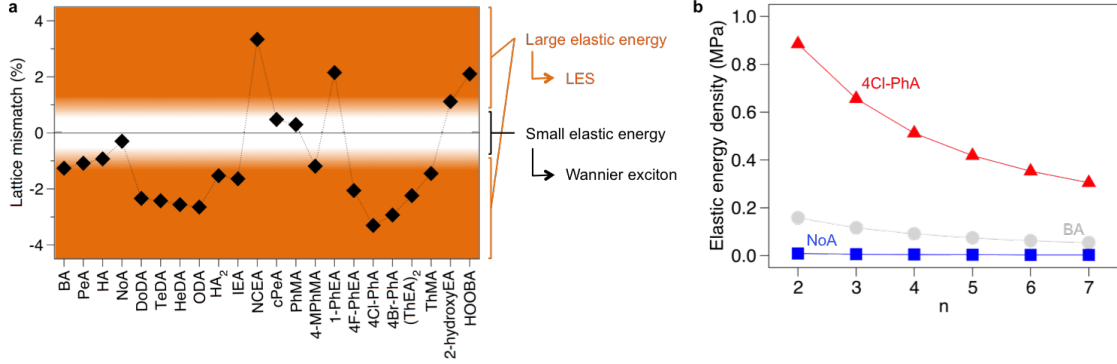 a
Lattice mismatch (%)
4
2
0
-2
-4
BA
PeA
HA
NoA
DoDA
TeDA
HeDA
ODA
HA2
IEA
NCEA
cPeA
PhMA
4-MPhMA
1-PhEA
4F-PhEA
4Cl-PhA
4Br-PhA
(ThEA)2
ThMA
2-hydroxyEA
HOOBA
Large elastic energy
LES
Small elastic energy
Wannier exciton
b
Elastic energy density (MPa)
1.0
0.8
0.6
0.4
0.2
0.0
4Cl-PhA
BA
NoA
2 3 4 5 6 7
n